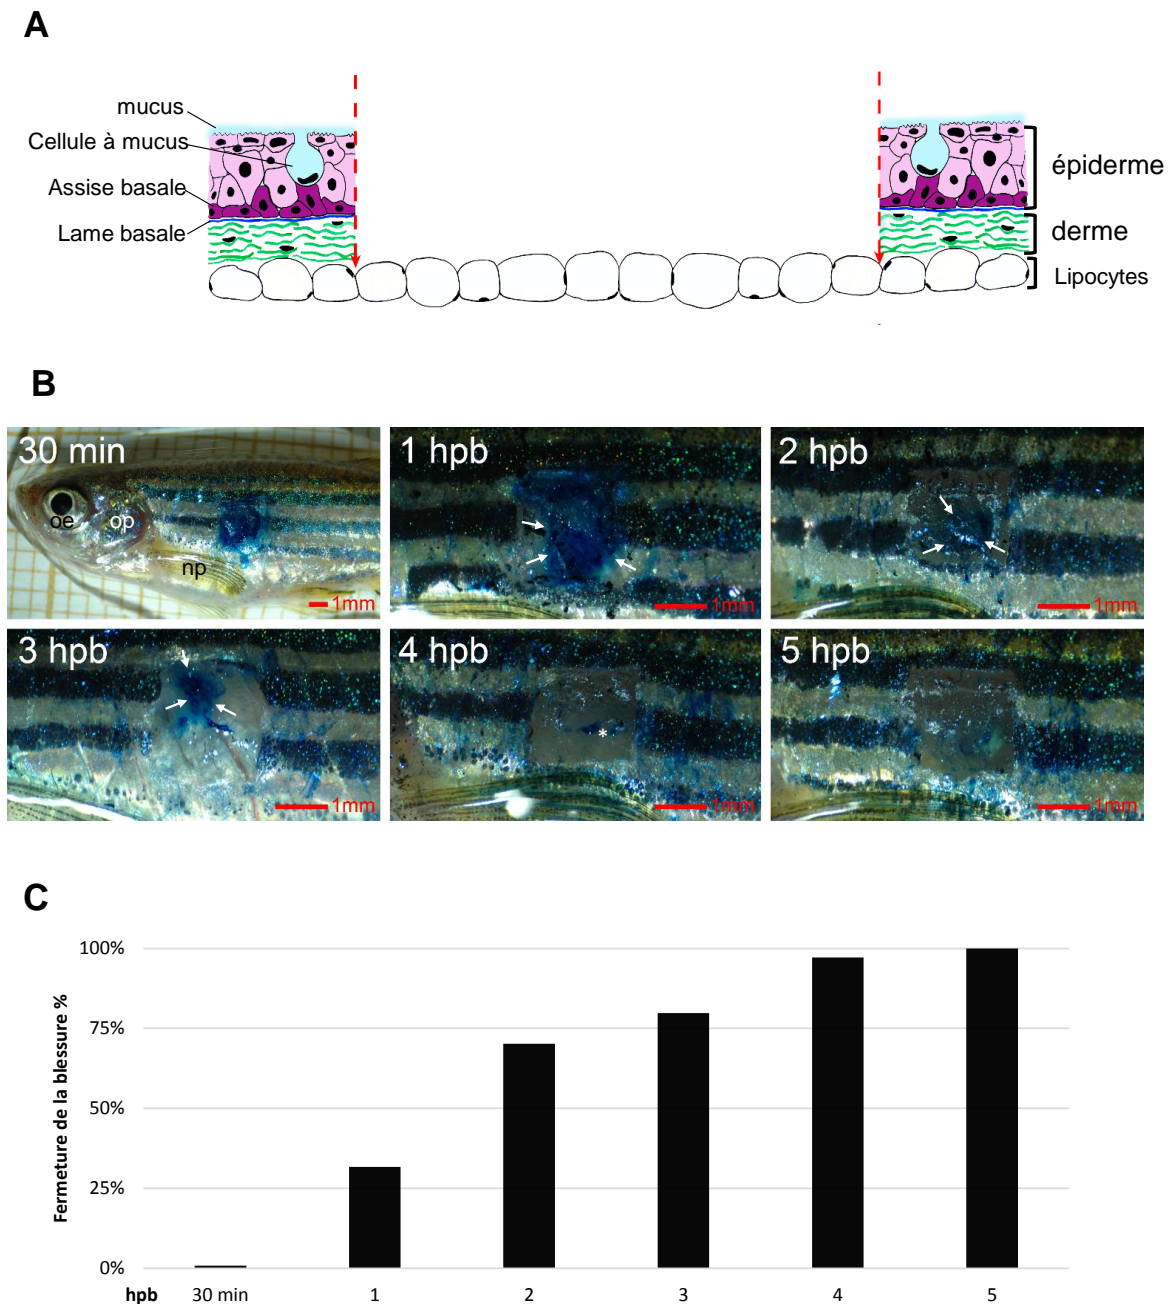 A
mucus
Cellule à mucus
Assise basale
Lame basale
épiderme
derme
Lipocytes
B
30 min
oe
op
np
1mm
1 hpb
1mm
2 hpb
1mm
3 hpb
1mm
4 hpb
*
1mm
5 hpb
1mm
C
Fermeture de la blessure %
100%
75%
50%
25%
0%
hpb 30 min 1 2 3 4 5